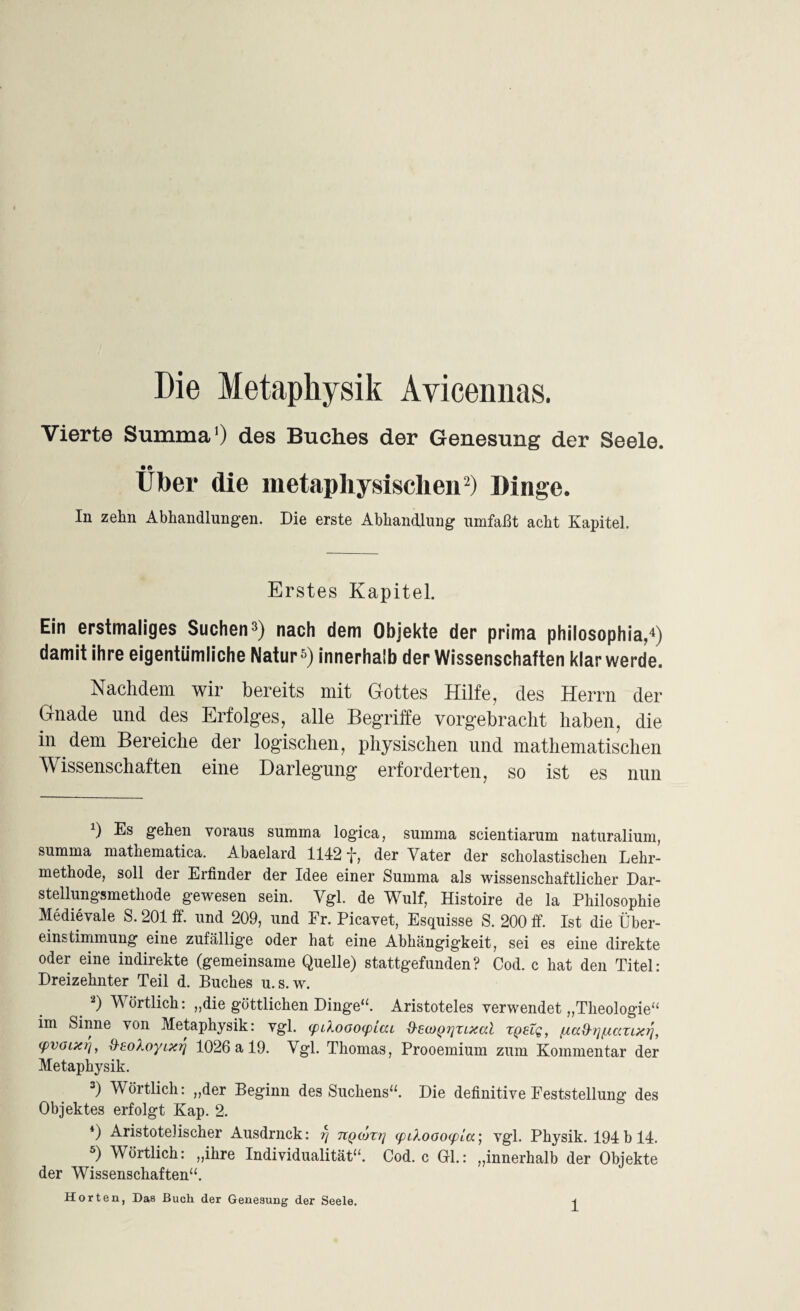 Die Metaphysik Avicennas.
Vierte Summa¹) des Buches der Genesung der Seele.
Über die metaphysischen²) Dinge.
In zehn Abhandlungen. Die erste Abhandlung umfaßt acht Kapitel.
Erstes Kapitel.
Ein erstmaliges Suchen³) nach dem Objekte der prima philosophia,⁴)
damit ihre eigentümliche Natur⁵) innerhalb der Wissenschaften klar werde.
Nachdem wir bereits mit Gottes Hilfe, des Herrn der
Gnade und des Erfolges, alle Begriffe vorgebracht haben, die
in dem Bereiche der logischen, physischen und mathematischen
Wissenschaften eine Darlegung erforderten, so ist es nun
¹) Es gehen voraus summa logica, summa scientiarum naturalium,
summa mathematica. Abaelard 1142 †, der Vater der scholastischen Lehr-
methode, soll der Erfinder der Idee einer Summa als wissenschaftlicher Dar-
stellungsmethode gewesen sein. Vgl. de Wulf, Histoire de la Philosophie
Médiévale S. 201 ff. und 209, und Fr. Picavet, Esquisse S. 200 ff. Ist die Über-
einstimmung eine zufällige oder hat eine Abhängigkeit, sei es eine direkte
oder eine indirekte (gemeinsame Quelle) stattgefunden? Cod. c hat den Titel:
Dreizehnter Teil d. Buches u. s. w.
²) Wörtlich: „die göttlichen Dinge“. Aristoteles verwendet „Theologie“
im Sinne von Metaphysik: vgl. φιλοσοφίαι θεωρητικαὶ τρεῖς, μαθηματική,
φυσική, θεολογική 1026 a 19. Vgl. Thomas, Prooemium zum Kommentar der
Metaphysik.
³) Wörtlich: „der Beginn des Suchens“. Die definitive Feststellung des
Objektes erfolgt Kap. 2.
⁴) Aristotelischer Ausdrnck: ἡ πρώτη φιλοσοφία; vgl. Physik. 194 b 14.
⁵) Wörtlich: „ihre Individualität“. Cod. c Gl.: „innerhalb der Objekte
der Wissenschaften“.
Horten, Das Buch der Genesung der Seele.
1